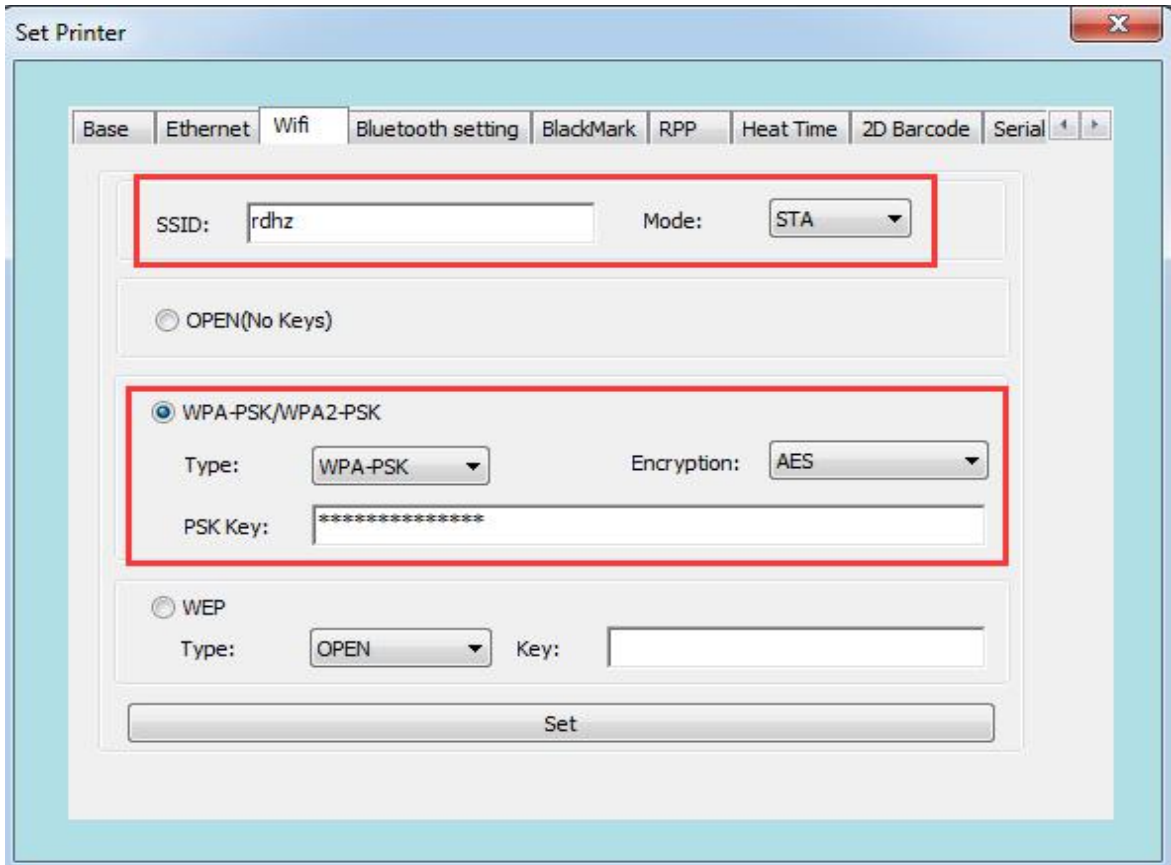 Set Printer
Base Ethernet Wifi Bluetooth setting BlackMark RPP Heat Time 2D Barcode Serial
SSID: rdhz Mode: STA
OPEN(No Keys)
WPA-PSK/WPA2-PSK
Type: WPA-PSK Encryption: AES
PSK Key: **************
WEP
Type: OPEN Key:
Set